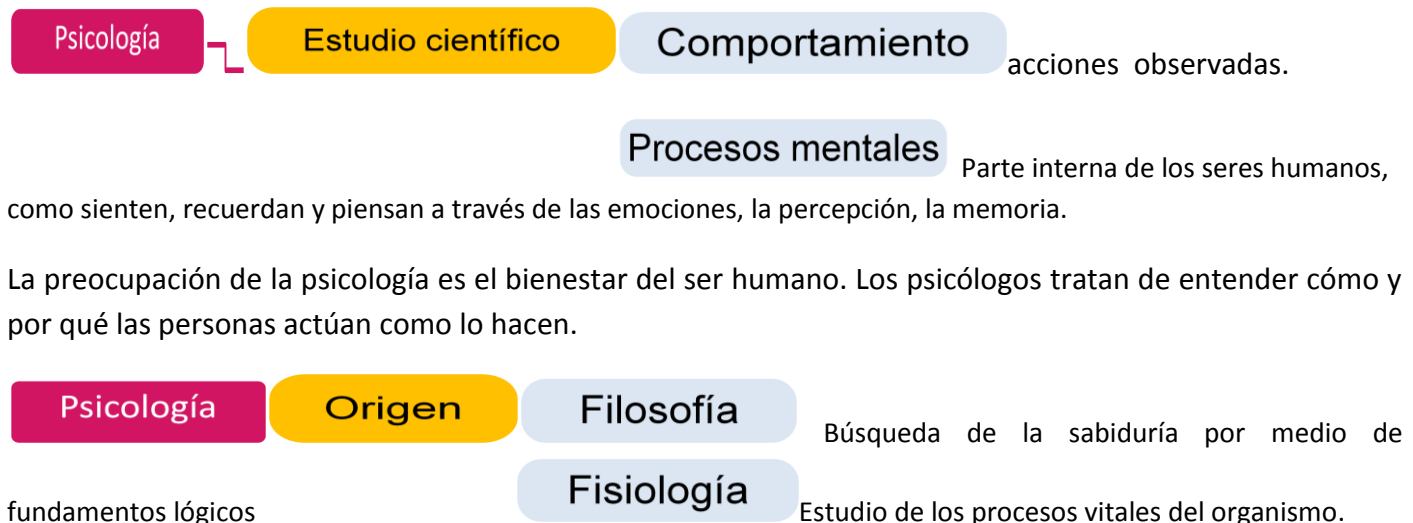 Psicología Estudio científico Comportamiento acciones observadas.
Procesos mentales Parte interna de los seres humanos,
como sienten, recuerdan y piensan a través de las emociones, la percepción, la memoria.
La preocupación de la psicología es el bienestar del ser humano. Los psicólogos tratan de entender cómo y
por qué las personas actúan como lo hacen.
Psicología Origen Filosofía Búsqueda de la sabiduría por medio de
fundamentos lógicos Fisiología Estudio de los procesos vitales del organismo.